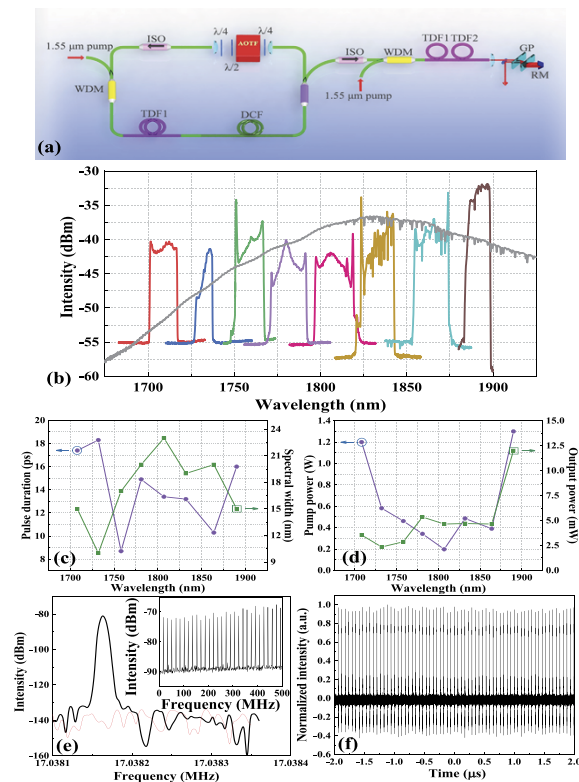 ISO
λ/4
λ/4
AOTF
λ/2
1.55 μm pump
WDM
TDF1
DCF
ISO
WDM
TDF1 TDF2
GP
RM
1.55 μm pump
(a)
-30
-35
-40
-45
-50
-55
-60
Intensity (dBm)
1700
1750
1800
1850
1900
Wavelength (nm)
(b)
20
18
16
14
12
10
8
Pulse duration (ps)
24
21
18
15
12
9
Spectral width (nm)
1700
1750
1800
1850
1900
Wavelength (nm)
(c)
1.4
1.2
1.0
0.8
0.6
0.4
0.2
0.0
Pump power (W)
15.0
12.5
10.0
7.5
5.0
2.5
0.0
Output power (mW)
1700
1750
1800
1850
1900
Wavelength (nm)
(d)
-80
-100
-120
-140
-160
Intensity (dBm)
17.0381
17.0382
17.0383
17.0384
Frequency (MHz)
(e)
-70
-80
-90
Intensity (dBm)
0
100
200
300
400
500
Frequency (MHz)
1.0
0.8
0.6
0.4
0.2
0.0
-0.2
-0.4
-0.6
Normalized intensity (a.u.)
-2.0
-1.5
-1.0
-0.5
0.0
0.5
1.0
1.5
2.0
Time (μs)
(f)